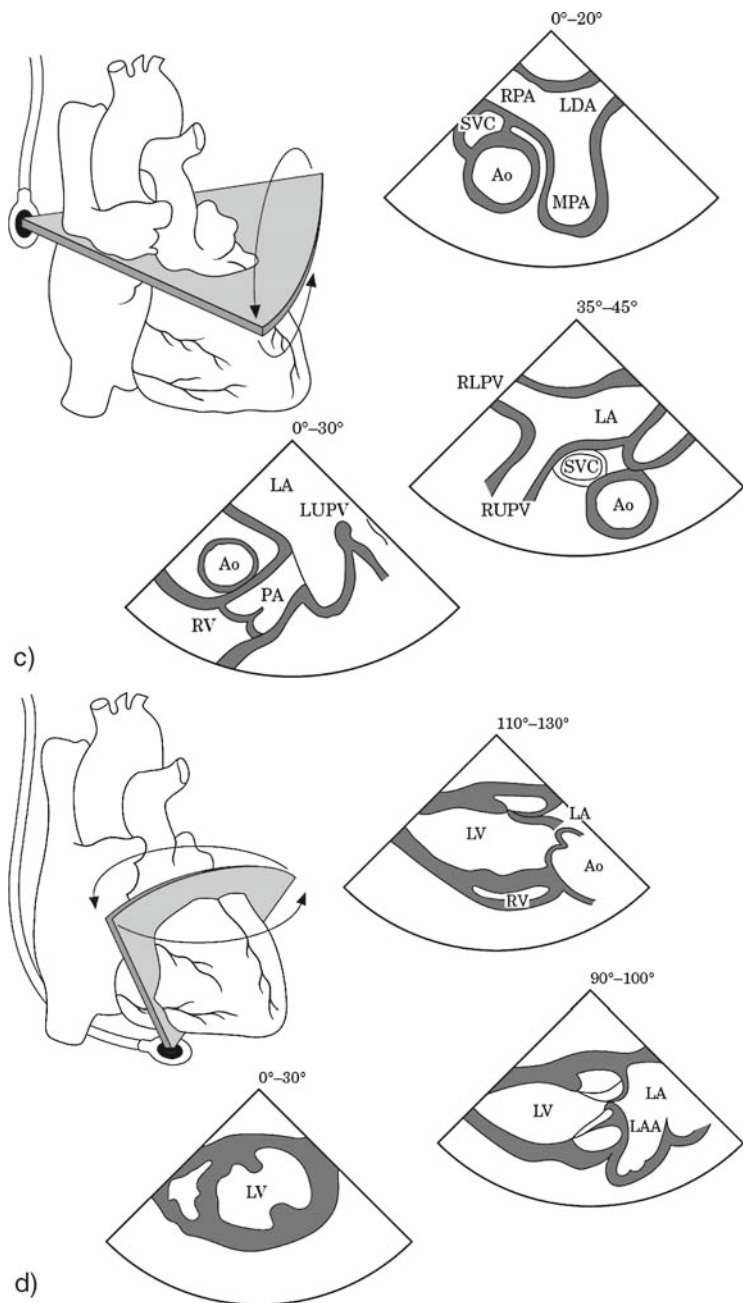 0°–20°
RPA
LDA
SVC
Ao
MPA
35°–45°
RLPV
LA
SVC
RUPV
Ao
0°–30°
LA
LUPV
Ao
PA
RV
c)
110°–130°
LA
LV
Ao
RV
90°–100°
LA
LV
LAA
0°–30°
LV
d)